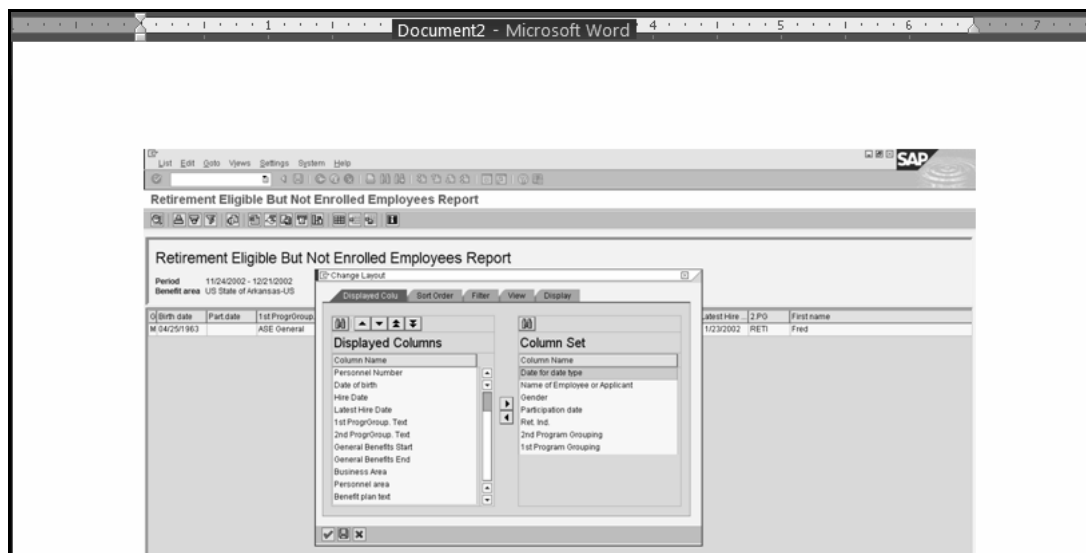 1
Document2 - Microsoft Word
4 5 6 7
List Edit Goto Views Settings System Help
SAP
Retirement Eligible But Not Enrolled Employees Report
Retirement Eligible But Not Enrolled Employees Report
Period 11/24/2002 - 12/21/2002
Benefit area US State of Arkansas-US
Change Layout
Displayed Colu Sort Order Filter View Display
G Birth date Part.date 1st ProgrGroup. Latest Hire ... 2.PG First name
M 04/25/1963 ASE General 1/23/2002 RETI Fred
Displayed Columns
Column Name
Personnel Number
Date of birth
Hire Date
Latest Hire Date
1st ProgrGroup. Text
2nd ProgrGroup. Text
General Benefits Start
General Benefits End
Business Area
Personnel area
Benefit plan text
Column Set
Column Name
Date for date type
Name of Employee or Applicant
Gender
Participation date
Ret. Ind.
2nd Program Grouping
1st Program Grouping